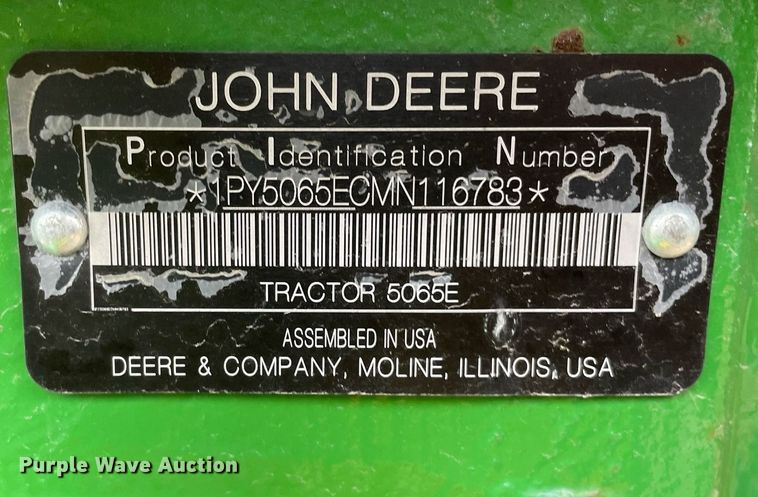 JOHN DEERE
Product Identification Number
*1PY5065ECMN116783*
TRACTOR 5065E
ASSEMBLED IN USA
DEERE & COMPANY, MOLINE, ILLINOIS, USA
Purple Wave Auction